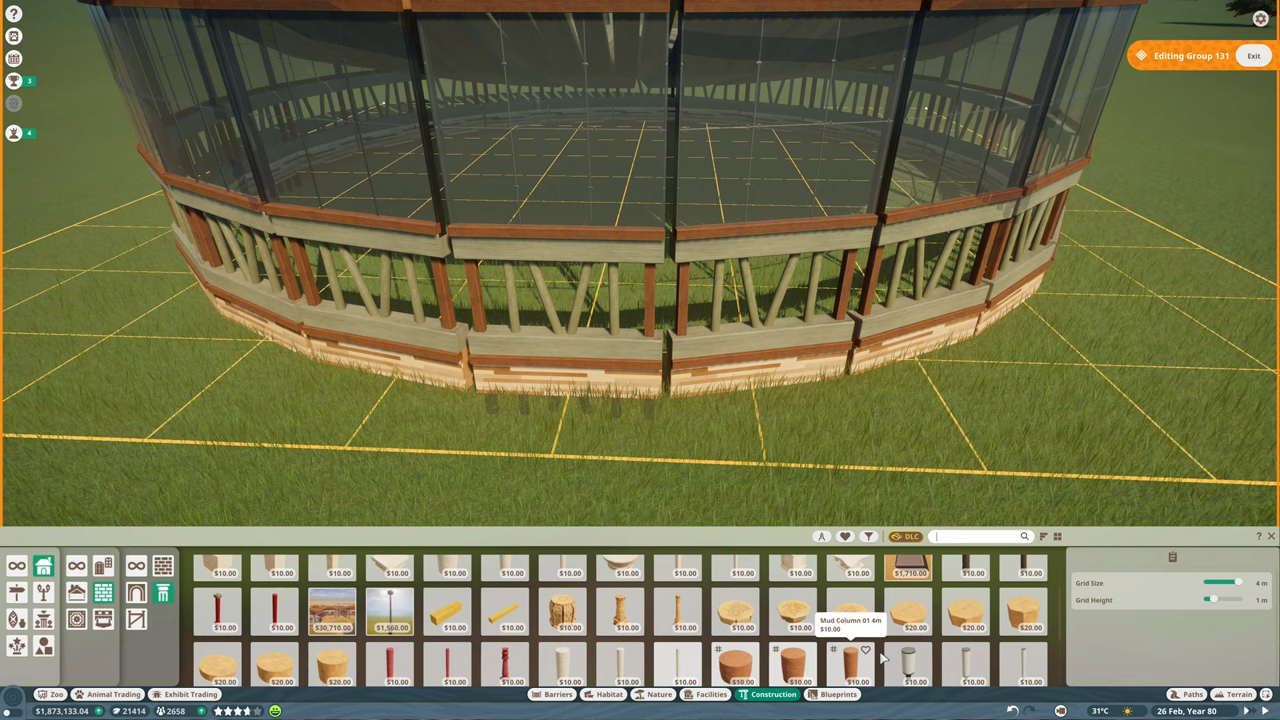 ?
3
4
Editing Group 131
Exit
DLC
?
$10.00 $10.00 $10.00 $10.00 $10.00 $10.00 $10.00 $10.00 $10.00 $10.00 $10.00 $10.00 $1,710.00 $10.00 $10.00
$10.00 $10.00 $30,710.00 $1,560.00 $10.00 $10.00 $10.00 $10.00 $10.00 $10.00 $10.00 $20.00 $20.00 $10.00
Mud Column 01 4m
$10.00
$20.00 $20.00 $20.00 $10.00 $10.00 $10.00 $10.00 $10.00 $10.00 $10.00 $10.00 $10.00 $10.00 $10.00 $10.00
Grid Size
4 m
Grid Height
1 m
Zoo
Animal Trading
Exhibit Trading
Barriers
Habitat
Nature
Facilities
Construction
Blueprints
Paths
Terrain
$1,873,133.04
21414
2658
31°C
26 Feb, Year 80